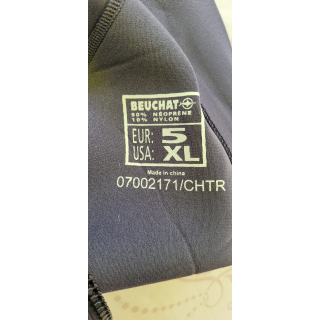 BEUCHAT
90% NÉOPRÈNE
10% NYLON
EUR: 5
USA: XL
Made in china
07002171/CHTR